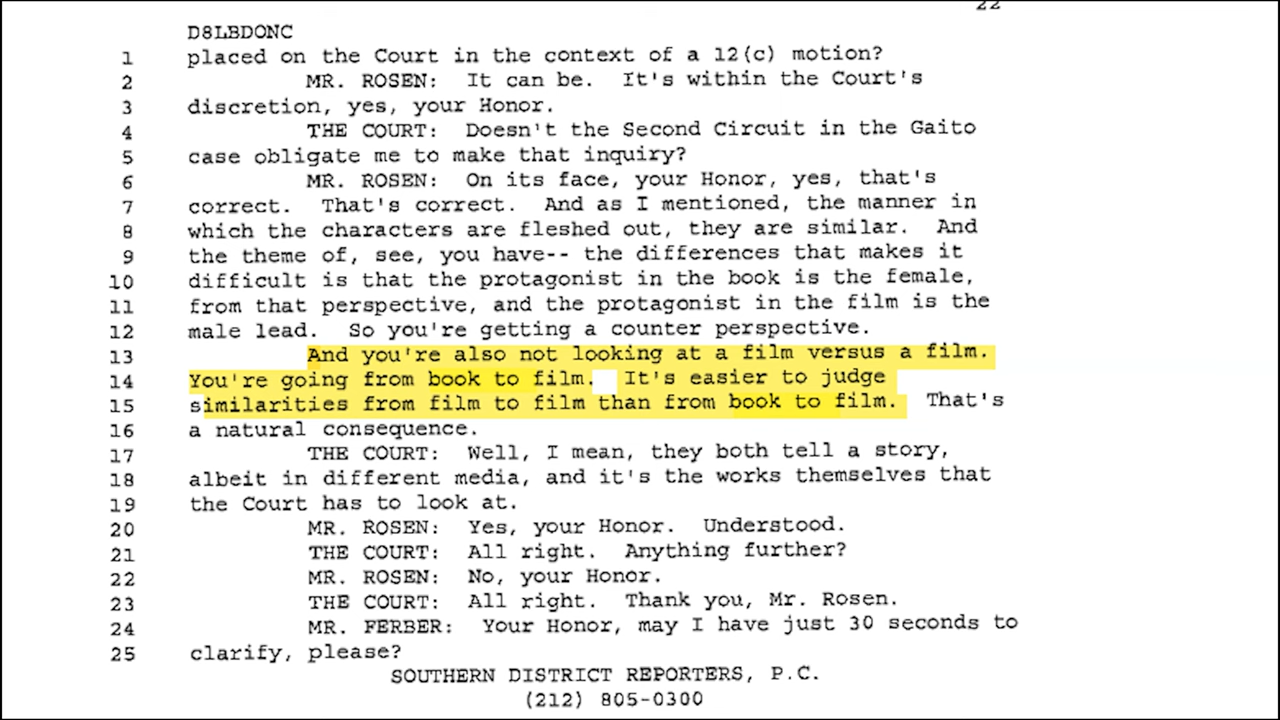 22
D8LBDONC
1 placed on the Court in the context of a 12(c) motion?
2 MR. ROSEN: It can be. It's within the Court's
3 discretion, yes, your Honor.
4 THE COURT: Doesn't the Second Circuit in the Gaito
5 case obligate me to make that inquiry?
6 MR. ROSEN: On its face, your Honor, yes, that's
7 correct. That's correct. And as I mentioned, the manner in
8 which the characters are fleshed out, they are similar. And
9 the theme of, see, you have-- the differences that makes it
10 difficult is that the protagonist in the book is the female,
11 from that perspective, and the protagonist in the film is the
12 male lead. So you're getting a counter perspective.
13 And you're also not looking at a film versus a film.
14 You're going from book to film. It's easier to judge
15 similarities from film to film than from book to film. That's
16 a natural consequence.
17 THE COURT: Well, I mean, they both tell a story,
18 albeit in different media, and it's the works themselves that
19 the Court has to look at.
20 MR. ROSEN: Yes, your Honor. Understood.
21 THE COURT: All right. Anything further?
22 MR. ROSEN: No, your Honor.
23 THE COURT: All right. Thank you, Mr. Rosen.
24 MR. FERBER: Your Honor, may I have just 30 seconds to
25 clarify, please?
SOUTHERN DISTRICT REPORTERS, P.C.
(212) 805-0300